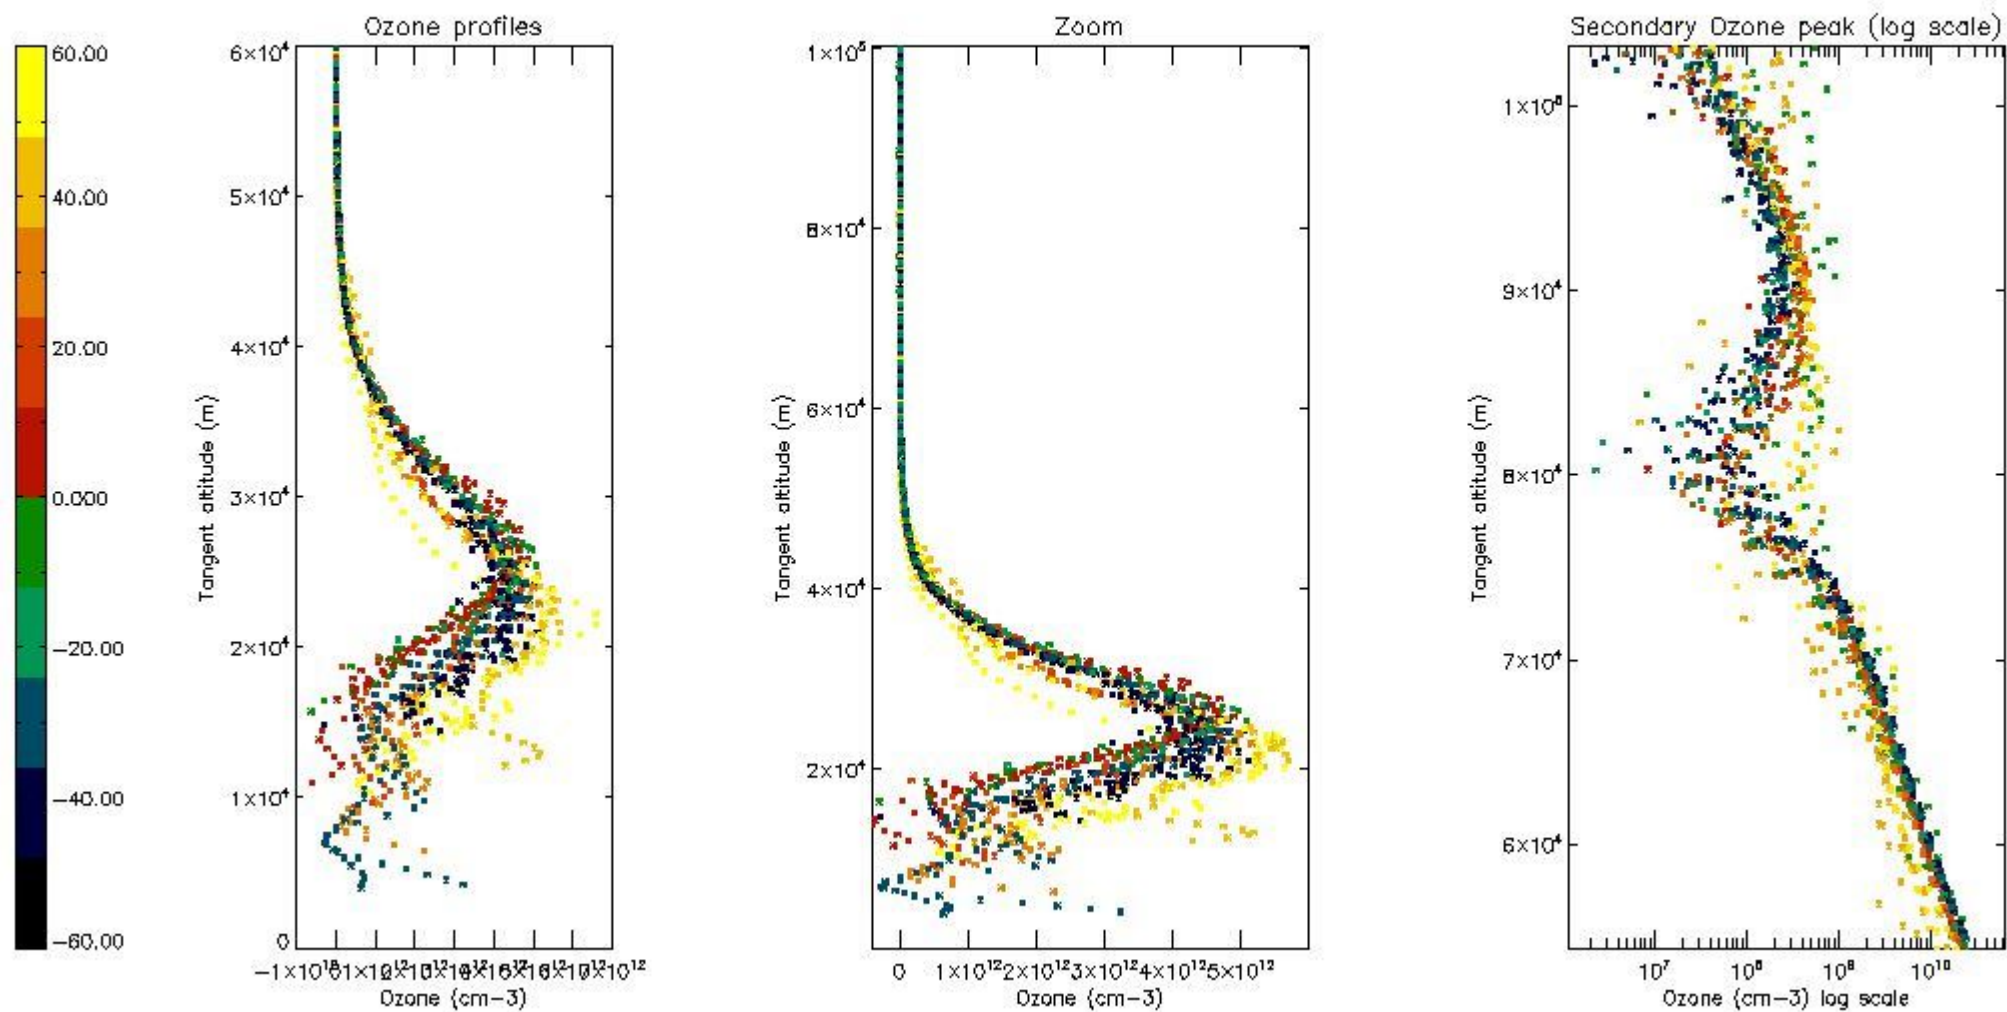 Ozone profiles
Zoom
Secondary Ozone peak (log scale)
60.00
40.00
20.00
0.000
−20.00
−40.00
−60.00
6×10⁴
5×10⁴
4×10⁴
3×10⁴
2×10⁴
1×10⁴
0
Tangent altitude (m)
Ozone (cm−3)
1×10⁵
8×10⁴
6×10⁴
4×10⁴
2×10⁴
Tangent altitude (m)
0 1×10¹² 2×10¹² 3×10¹² 4×10¹² 5×10¹²
Ozone (cm−3)
1×10⁵
9×10⁴
8×10⁴
7×10⁴
6×10⁴
Tangent altitude (m)
10⁷ 10⁸ 10⁹ 10¹⁰
Ozone (cm−3) log scale